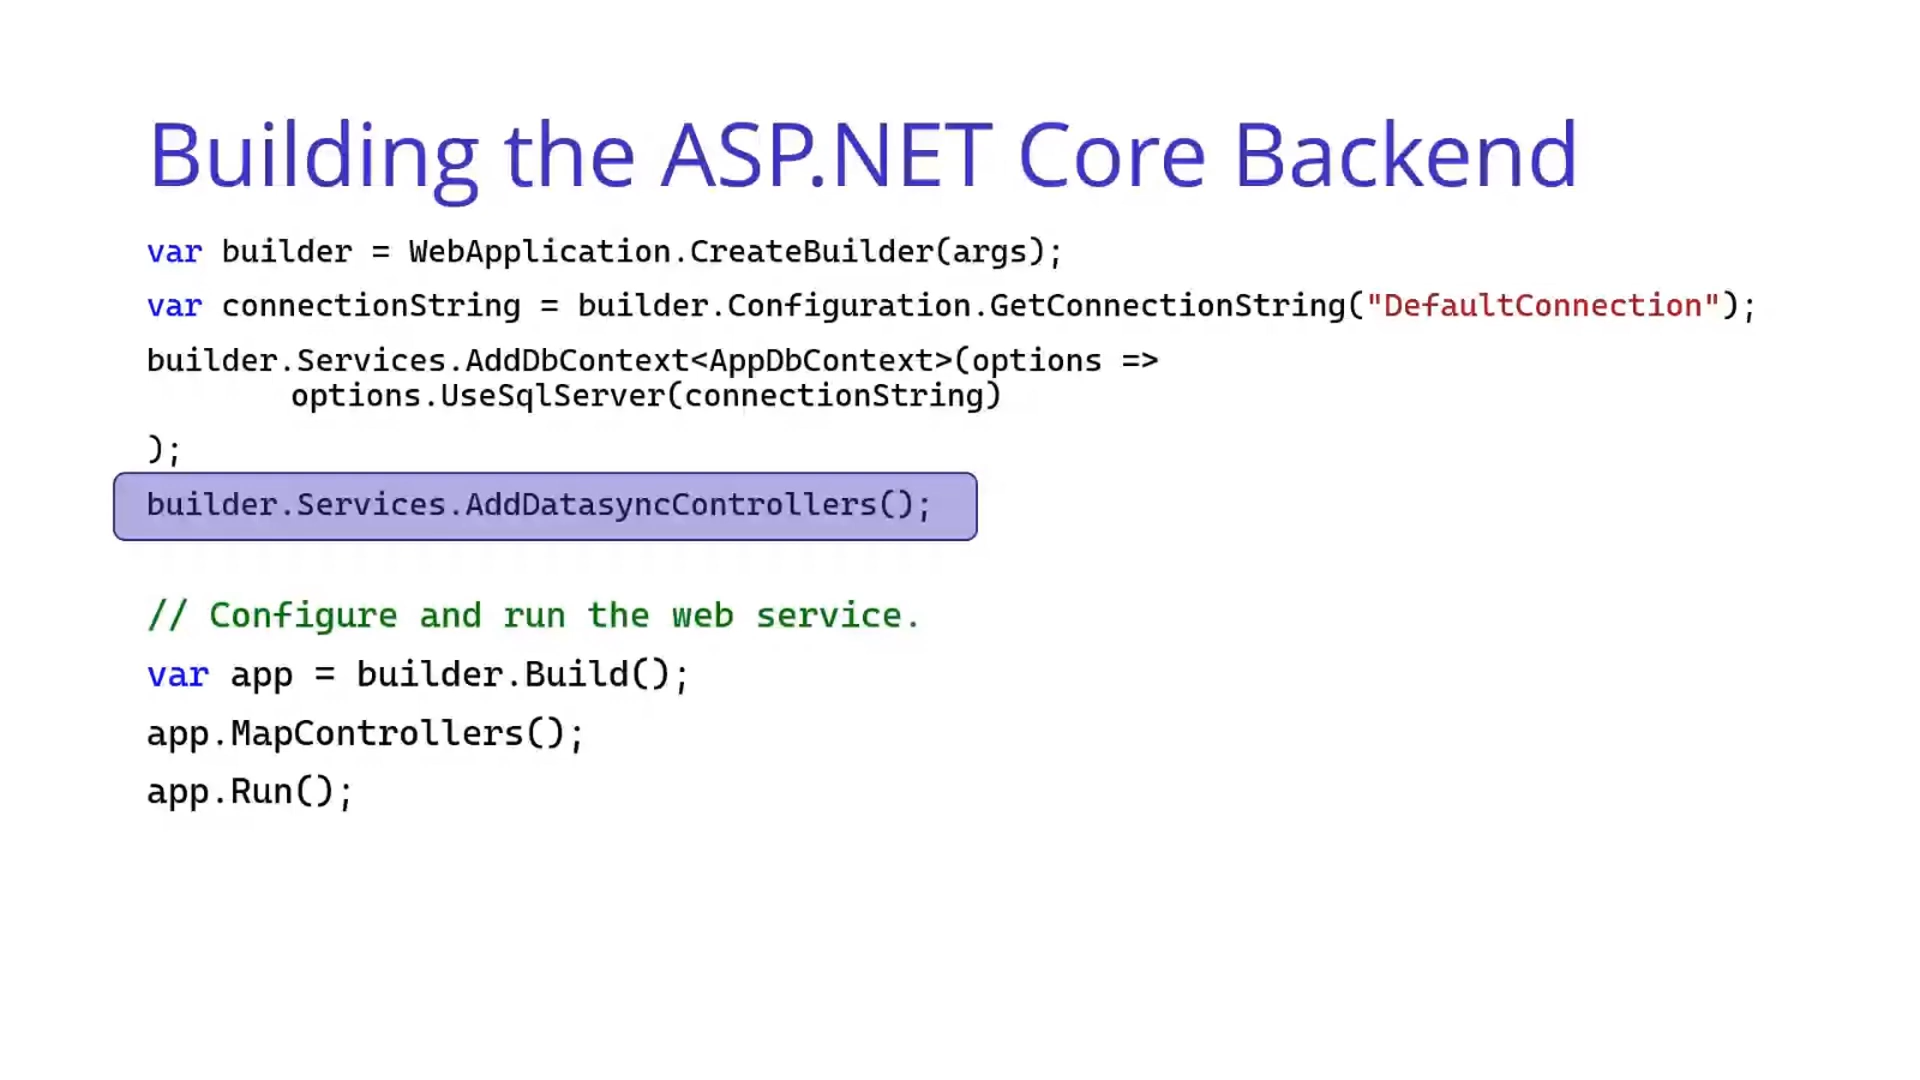 Building the ASP.NET Core Backend
var builder = WebApplication.CreateBuilder(args);
var connectionString = builder.Configuration.GetConnectionString("DefaultConnection");
builder.Services.AddDbContext<AppDbContext>(options =>
options.UseSqlServer(connectionString)
);
builder.Services.AddDatasyncControllers();
// Configure and run the web service.
var app = builder.Build();
app.MapControllers();
app.Run();